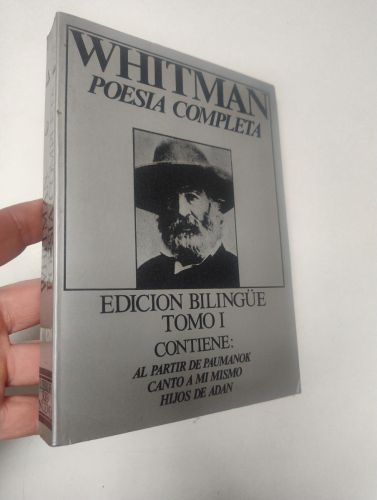 WHITMAN
POESIA COMPLETA
EDICION BILINGÜE
TOMO I
CONTIENE:
AL PARTIR DE PAUMANOK
CANTO A MI MISMO
HIJOS DE ADAN